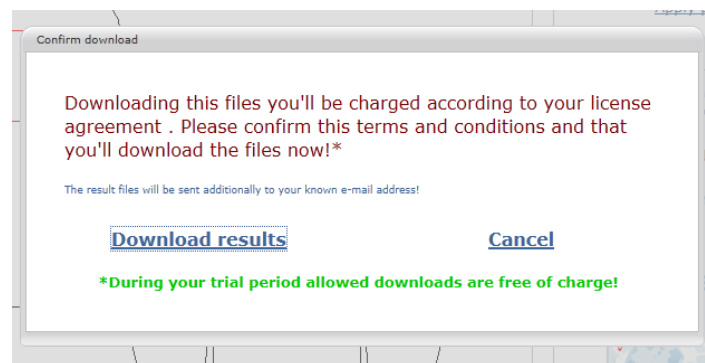 Apply
Confirm download
Downloading this files you'll be charged according to your license
agreement . Please confirm this terms and conditions and that
you'll download the files now!*
The result files will be sent additionally to your known e-mail address!
Download results Cancel
*During your trial period allowed downloads are free of charge!